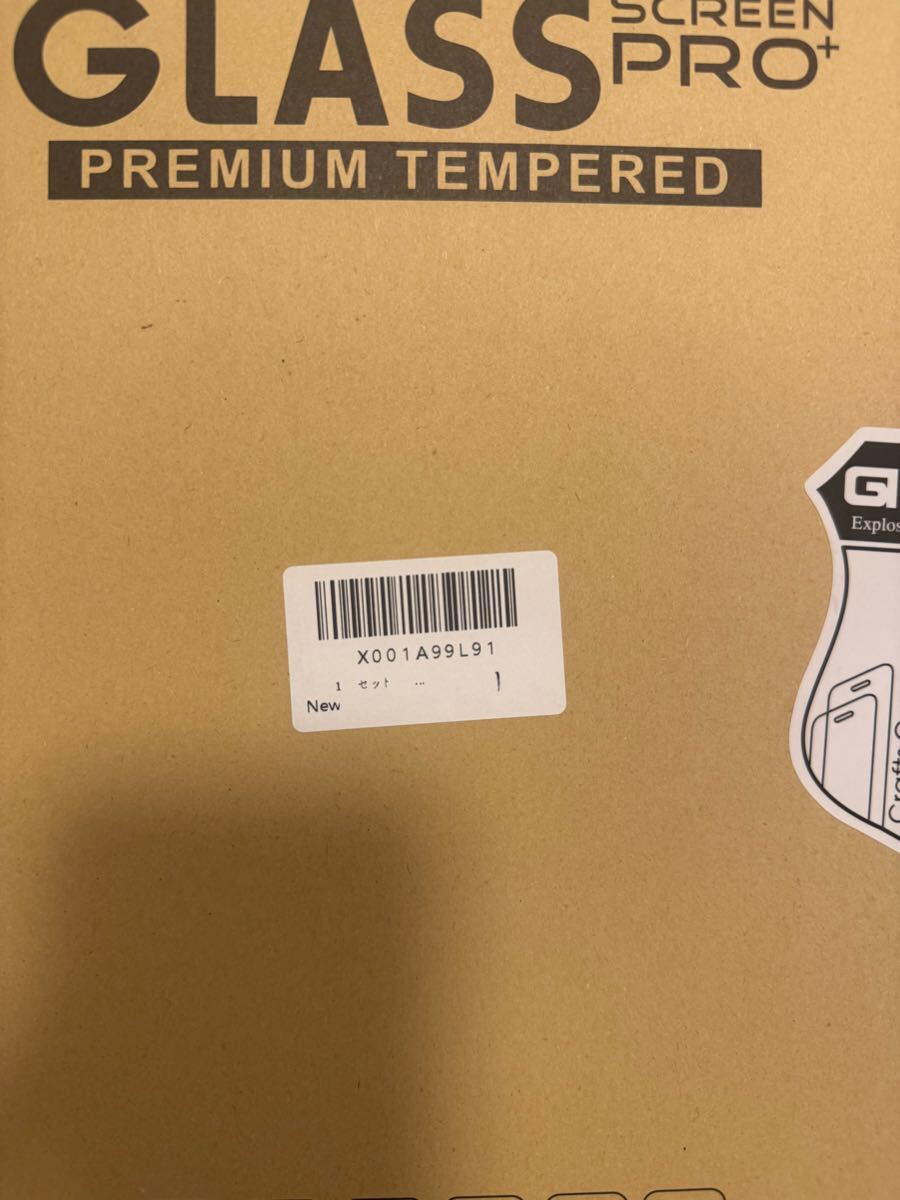 GLASS
SCREEN
PRO+
PREMIUM TEMPERED
X001A99L91
1 セット ...
New